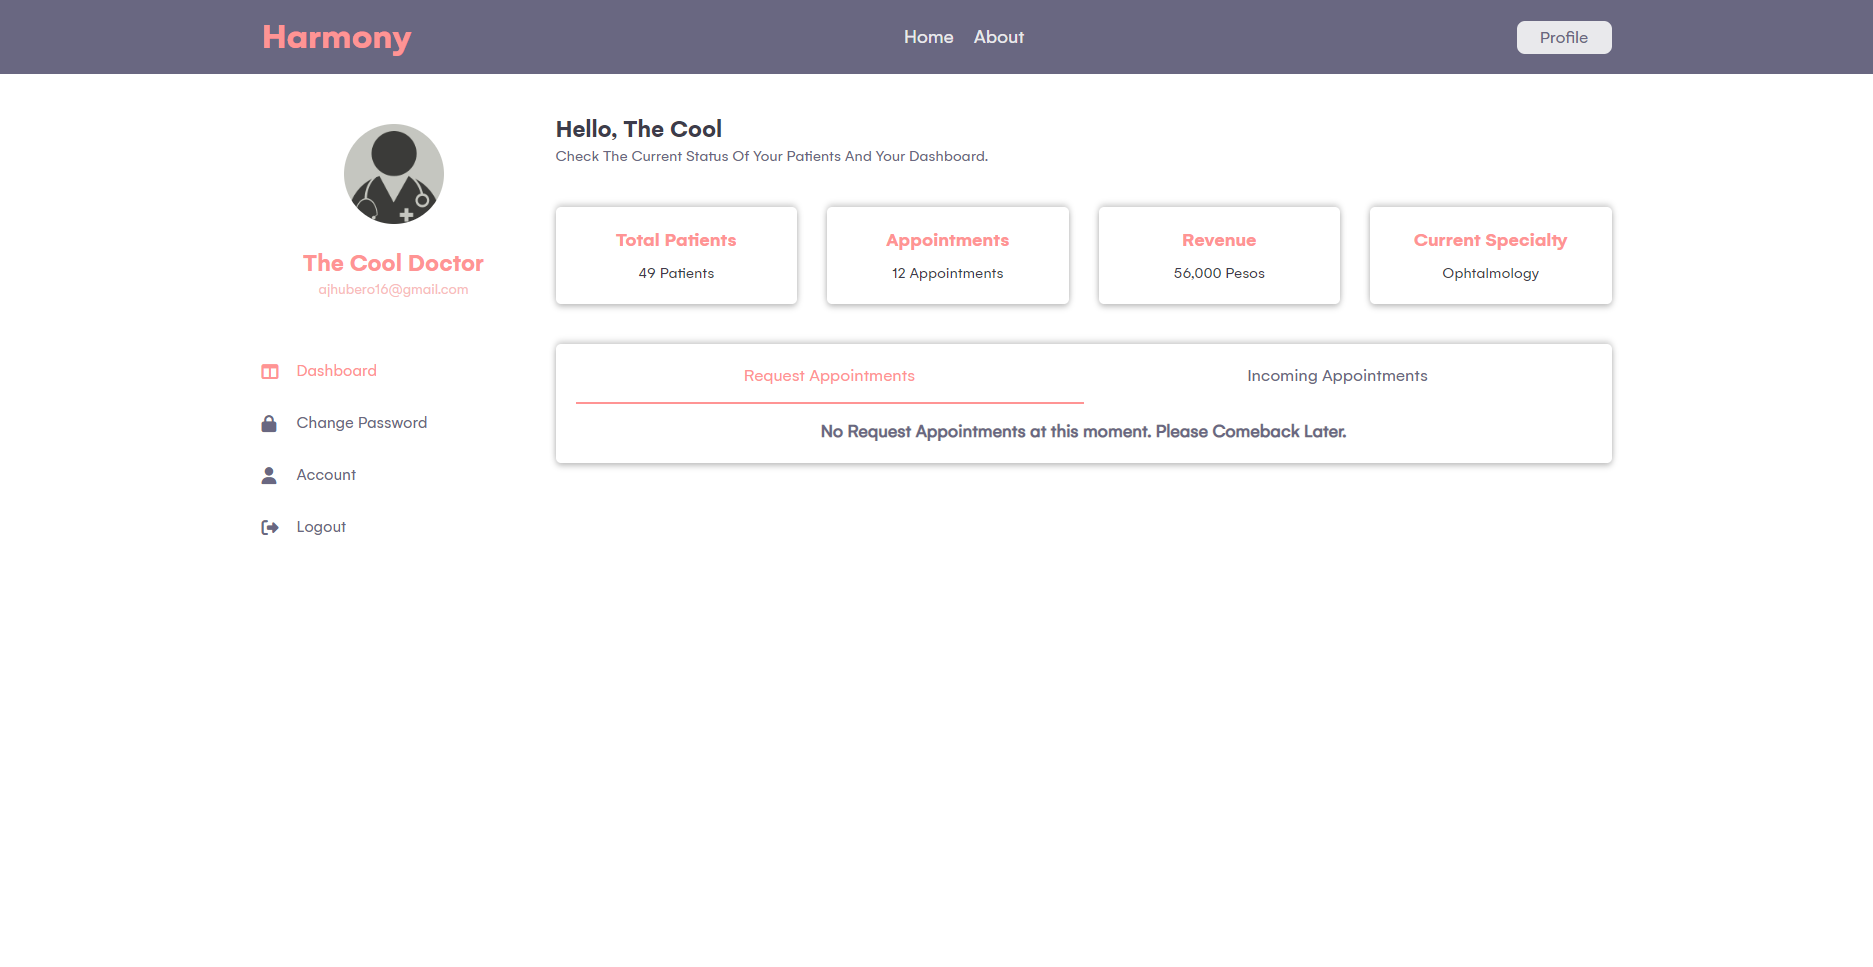 Harmony
Home About
Profile
The Cool Doctor
ajhubero16@gmail.com
Dashboard
Change Password
Account
Logout
Hello, The Cool
Check The Current Status Of Your Patients And Your Dashboard.
Total Patients
49 Patients
Appointments
12 Appointments
Revenue
56,000 Pesos
Current Specialty
Ophtalmology
Request Appointments
Incoming Appointments
No Request Appointments at this moment. Please Comeback Later.